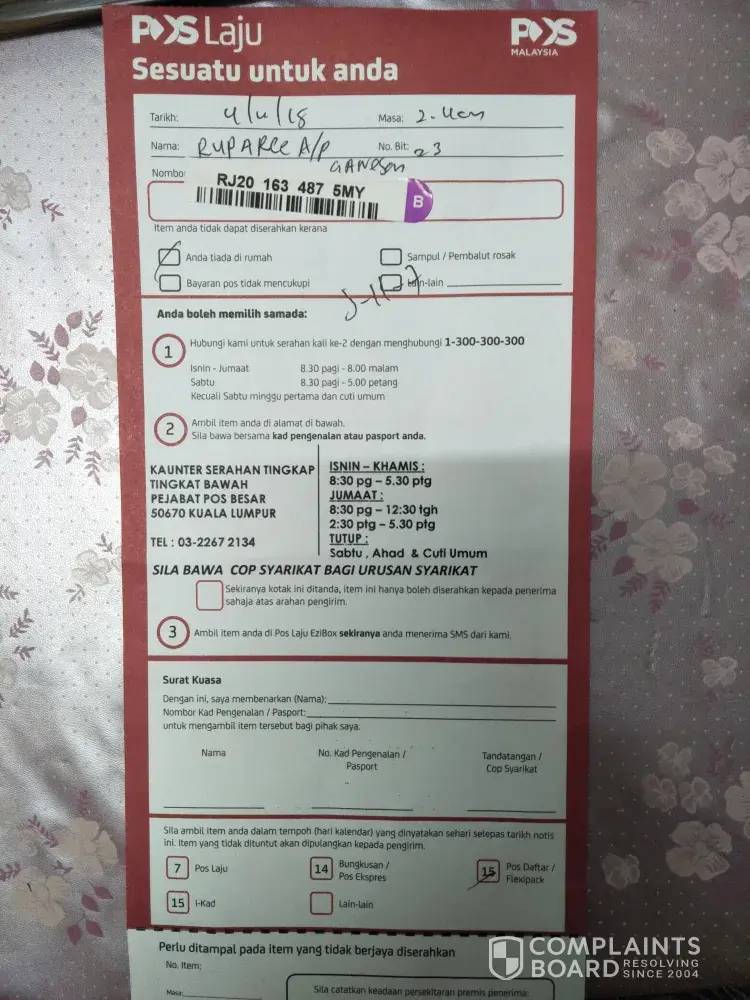 POS Laju
POS MALAYSIA
Sesuatu untuk anda
Tarikh: 4/4/18 Masa:
Nama: No. Bit: 23
Nombo
RJ20 163 487 5MY
B
Item anda tidak dapat diserahkan kerana
Anda tiada di rumah Sampul / Pembalut rosak
Bayaran pos tidak mencukupi Lain-lain
Anda boleh memilih samada:
1 Hubungi kami untuk serahan kali ke-2 dengan menghubungi 1-300-300-300
Isnin - Jumaat 8.30 pagi - 8.00 malam
Sabtu 8.30 pagi - 5.00 petang
Kecuali Sabtu minggu pertama dan cuti umum
2 Ambil item anda di alamat di bawah.
Sila bawa bersama kad pengenalan atau pasport anda.
KAUNTER SERAHAN TINGKAP
TINGKAT BAWAH
PEJABAT POS BESAR
50670 KUALA LUMPUR
TEL : 03-2267 2134
ISNIN – KHAMIS :
8:30 pg – 5.30 ptg
JUMAAT :
8:30 pg – 12:30 tgh
2:30 ptg – 5.30 ptg
TUTUP :
Sabtu , Ahad & Cuti Umum
SILA BAWA COP SYARIKAT BAGI URUSAN SYARIKAT
Sekiranya kotak ini ditanda, item ini hanya boleh diserahkan kepada penerima
sahaja atas arahan pengirim.
3 Ambil item anda di Pos Laju EziBox sekiranya anda menerima SMS dari kami.
Surat Kuasa
Dengan ini, saya membenarkan (Nama):
Nombor Kad Pengenalan / Pasport:
untuk mengambil item tersebut bagi pihak saya.
Nama No. Kad Pengenalan / Pasport Tandatangan / Cop Syarikat
Sila ambil item anda dalam tempoh (hari kalendar) yang dinyatakan sehari selepas tarikh notis
ini. Item yang tidak dituntut akan dipulangkan kepada pengirim.
7 Pos Laju 14 Bungkusan / Pos Ekspres 15 Pos Daftar / Flexipack
15 I-Kad Lain-lain
Perlu ditampal pada item yang tidak berjaya diserahkan
No. Item:
Masa:
Sila catatkan keadaan persekitaran premis penerima:
COMPLAINTS
BOARD RESOLVING SINCE 2004